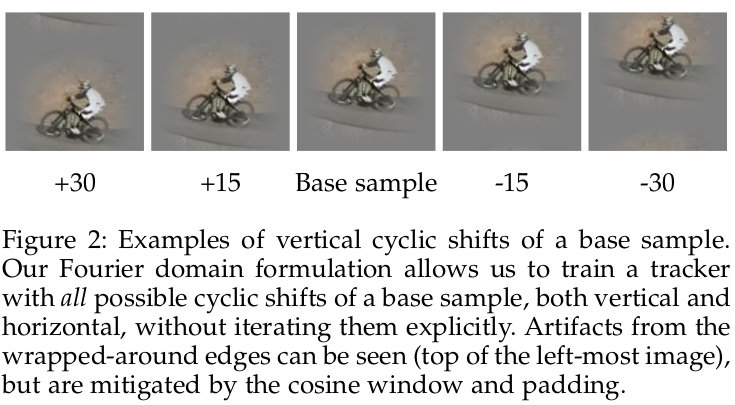 +30 +15 Base sample -15 -30
Figure 2: Examples of vertical cyclic shifts of a base sample.
Our Fourier domain formulation allows us to train a tracker
with all possible cyclic shifts of a base sample, both vertical and
horizontal, without iterating them explicitly. Artifacts from the
wrapped-around edges can be seen (top of the left-most image),
but are mitigated by the cosine window and padding.